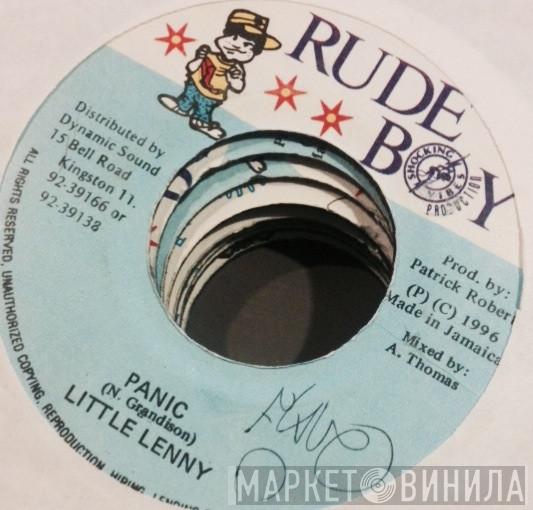 RUDE
BOY
SHOCKING
VIBES
PRODUCTION
Distributed by
Dynamic Sound
15 Bell Road
Kingston 11.
92-39166 or
92-39138
Prod. by:
Patrick Rober
(P) (C) 1996
Made in Jamaica
Mixed by:
A. Thomas
PANIC
(N. Grandison)
LITTLE LENNY
ALL RIGHTS RESERVED, UNAUTHORIZED COPYING, REPRODUCTION, HIRING, LENDING
МАРКЕТ ВИНИЛА